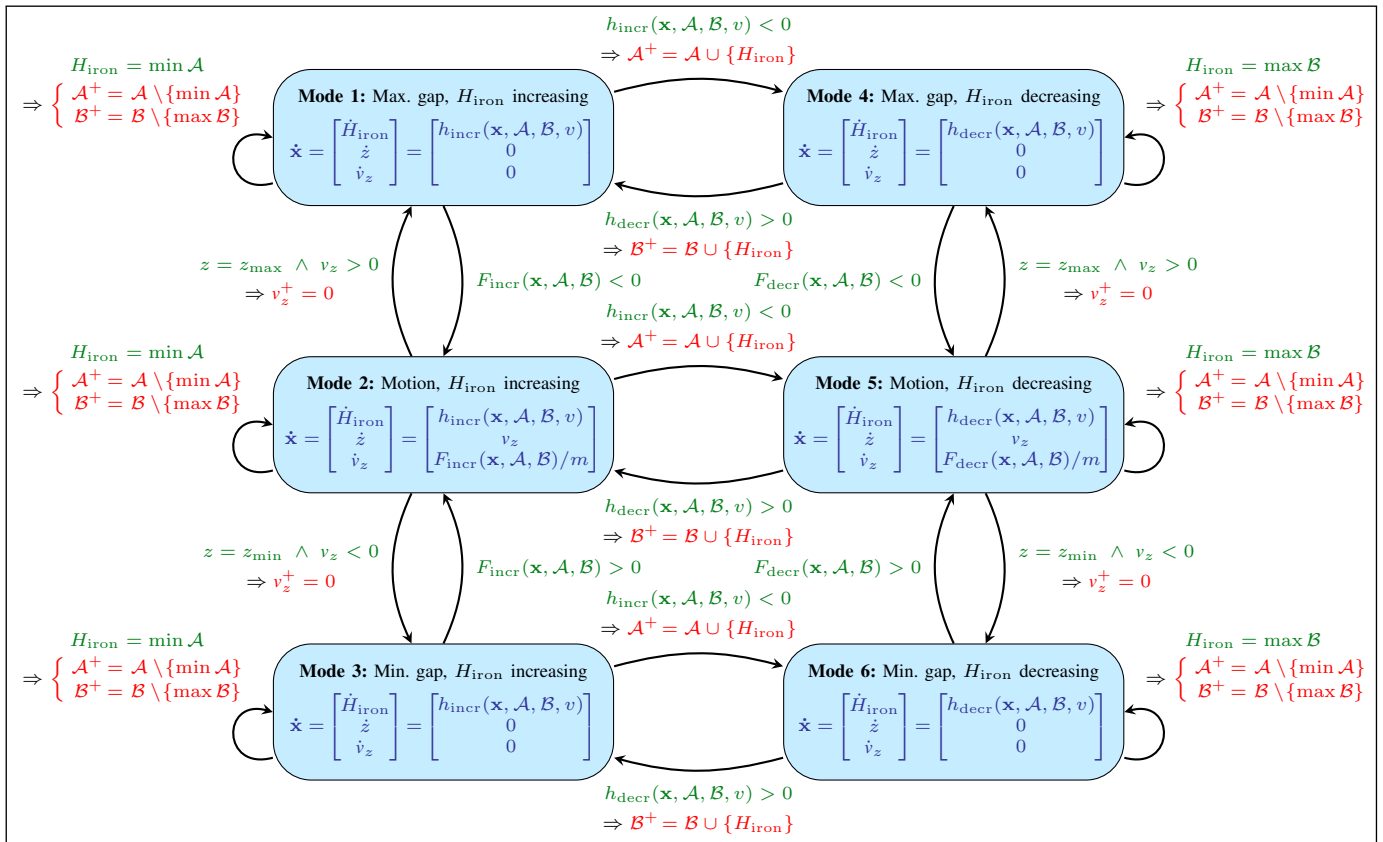 h_incr(x, 𝒜, ℬ, v) < 0
⇒ 𝒜⁺ = 𝒜 ∪ {H_iron}
H_iron = min 𝒜
⇒ { 𝒜⁺ = 𝒜 \{min 𝒜}
ℬ⁺ = ℬ \{max ℬ}
Mode 1: Max. gap, H_iron increasing
ẋ = [Ḣ_iron ż v̇_z] = [h_incr(x, 𝒜, ℬ, v) 0 0]
Mode 4: Max. gap, H_iron decreasing
ẋ = [Ḣ_iron ż v̇_z] = [h_decr(x, 𝒜, ℬ, v) 0 0]
H_iron = max ℬ
⇒ { 𝒜⁺ = 𝒜 \{min 𝒜}
ℬ⁺ = ℬ \{max ℬ}
h_decr(x, 𝒜, ℬ, v) > 0
⇒ ℬ⁺ = ℬ ∪ {H_iron}
z = z_max ∧ v_z > 0
⇒ v_z⁺ = 0
F_incr(x, 𝒜, ℬ) < 0
F_decr(x, 𝒜, ℬ) < 0
z = z_max ∧ v_z > 0
⇒ v_z⁺ = 0
h_incr(x, 𝒜, ℬ, v) < 0
⇒ 𝒜⁺ = 𝒜 ∪ {H_iron}
H_iron = min 𝒜
⇒ { 𝒜⁺ = 𝒜 \{min 𝒜}
ℬ⁺ = ℬ \{max ℬ}
Mode 2: Motion, H_iron increasing
ẋ = [Ḣ_iron ż v̇_z] = [h_incr(x, 𝒜, ℬ, v) v_z F_incr(x, 𝒜, ℬ)/m]
Mode 5: Motion, H_iron decreasing
ẋ = [Ḣ_iron ż v̇_z] = [h_decr(x, 𝒜, ℬ, v) v_z F_decr(x, 𝒜, ℬ)/m]
H_iron = max ℬ
⇒ { 𝒜⁺ = 𝒜 \{min 𝒜}
ℬ⁺ = ℬ \{max ℬ}
h_decr(x, 𝒜, ℬ, v) > 0
⇒ ℬ⁺ = ℬ ∪ {H_iron}
z = z_min ∧ v_z < 0
⇒ v_z⁺ = 0
F_incr(x, 𝒜, ℬ) > 0
F_decr(x, 𝒜, ℬ) > 0
z = z_min ∧ v_z < 0
⇒ v_z⁺ = 0
h_incr(x, 𝒜, ℬ, v) < 0
⇒ 𝒜⁺ = 𝒜 ∪ {H_iron}
H_iron = min 𝒜
⇒ { 𝒜⁺ = 𝒜 \{min 𝒜}
ℬ⁺ = ℬ \{max ℬ}
Mode 3: Min. gap, H_iron increasing
ẋ = [Ḣ_iron ż v̇_z] = [h_incr(x, 𝒜, ℬ, v) 0 0]
Mode 6: Min. gap, H_iron decreasing
ẋ = [Ḣ_iron ż v̇_z] = [h_decr(x, 𝒜, ℬ, v) 0 0]
H_iron = max ℬ
⇒ { 𝒜⁺ = 𝒜 \{min 𝒜}
ℬ⁺ = ℬ \{max ℬ}
h_decr(x, 𝒜, ℬ, v) > 0
⇒ ℬ⁺ = ℬ ∪ {H_iron}